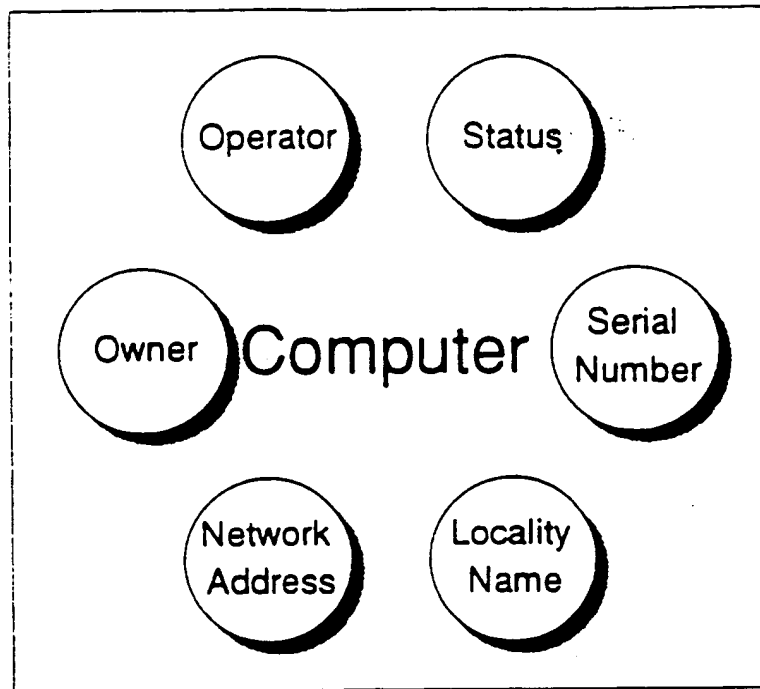 Operator
Status
Owner
Computer
Serial
Number
Network
Address
Locality
Name